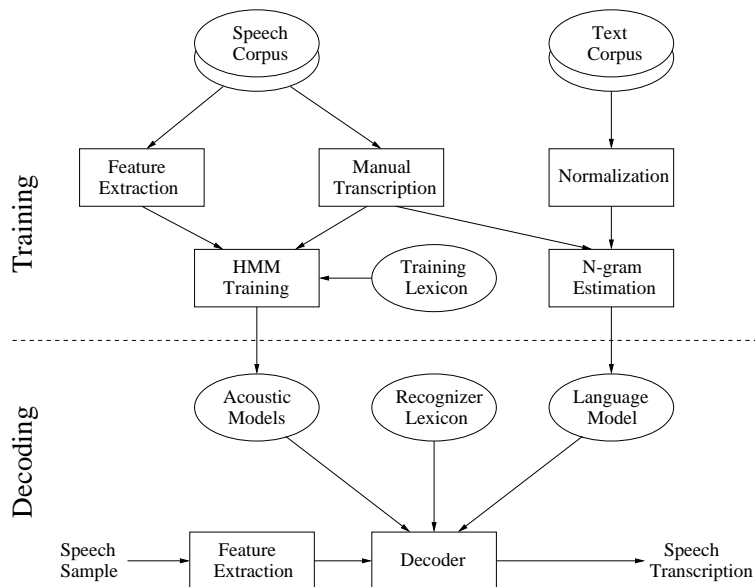 Speech
Corpus
Text
Corpus
Training
Feature
Extraction
Manual
Transcription
Normalization
HMM
Training
Training
Lexicon
N-gram
Estimation
Decoding
Acoustic
Models
Recognizer
Lexicon
Language
Model
Speech
Sample
Feature
Extraction
Decoder
Speech
Transcription